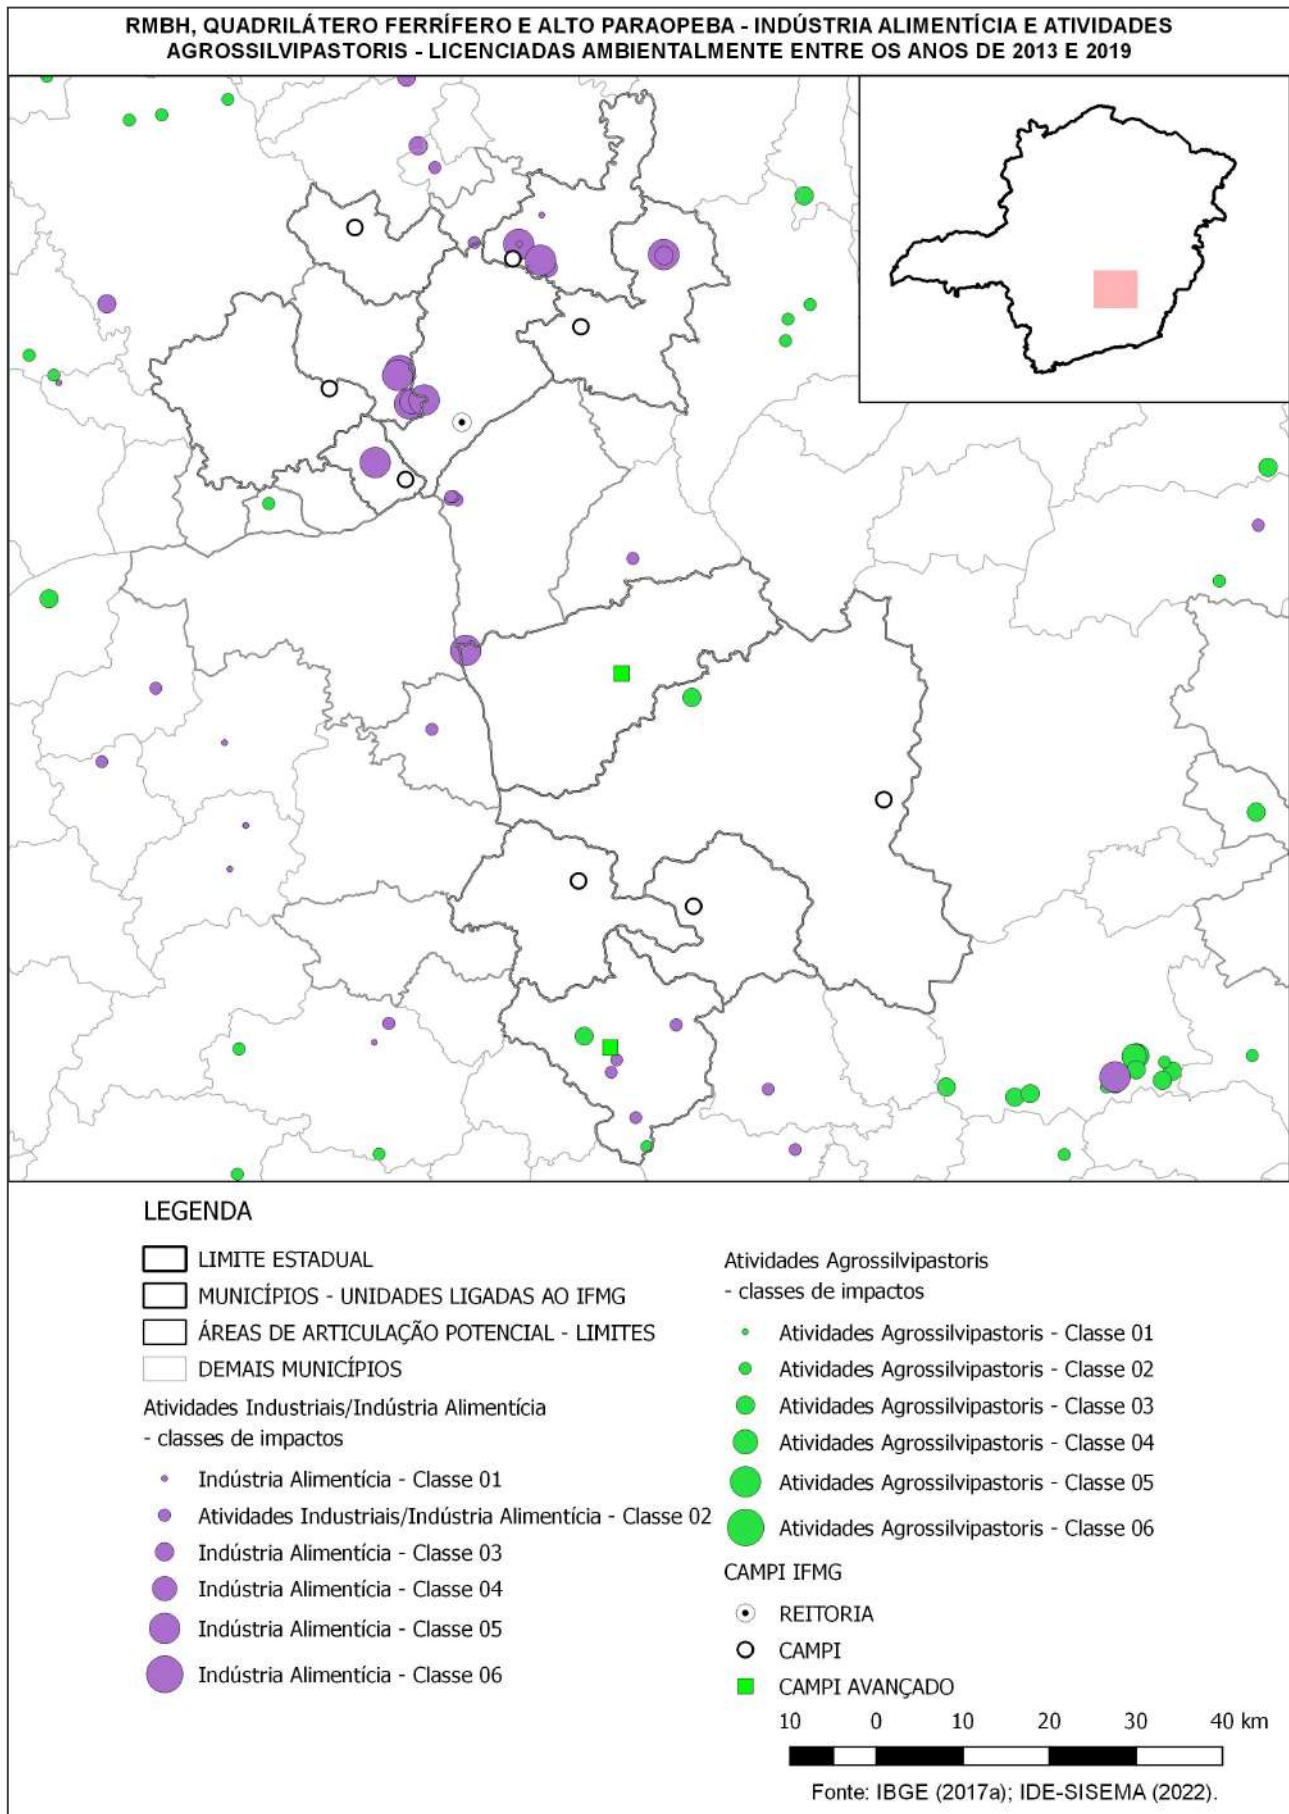 RMBH, QUADRILÁTERO FERRÍFERO E ALTO PARAOPEBA - INDÚSTRIA ALIMENTÍCIA E ATIVIDADES
AGROSSILVIPASTORIS - LICENCIADAS AMBIENTALMENTE ENTRE OS ANOS DE 2013 E 2019
LEGENDA
LIMITE ESTADUAL
MUNICÍPIOS - UNIDADES LIGADAS AO IFMG
ÁREAS DE ARTICULAÇÃO POTENCIAL - LIMITES
DEMAIS MUNICÍPIOS
Atividades Industriais/Indústria Alimentícia
- classes de impactos
Indústria Alimentícia - Classe 01
Atividades Industriais/Indústria Alimentícia - Classe 02
Indústria Alimentícia - Classe 03
Indústria Alimentícia - Classe 04
Indústria Alimentícia - Classe 05
Indústria Alimentícia - Classe 06
Atividades Agrossilvipastoris
- classes de impactos
Atividades Agrossilvipastoris - Classe 01
Atividades Agrossilvipastoris - Classe 02
Atividades Agrossilvipastoris - Classe 03
Atividades Agrossilvipastoris - Classe 04
Atividades Agrossilvipastoris - Classe 05
Atividades Agrossilvipastoris - Classe 06
CAMPI IFMG
REITORIA
CAMPI
CAMPI AVANÇADO
10 0 10 20 30 40 km
Fonte: IBGE (2017a); IDE-SISEMA (2022).